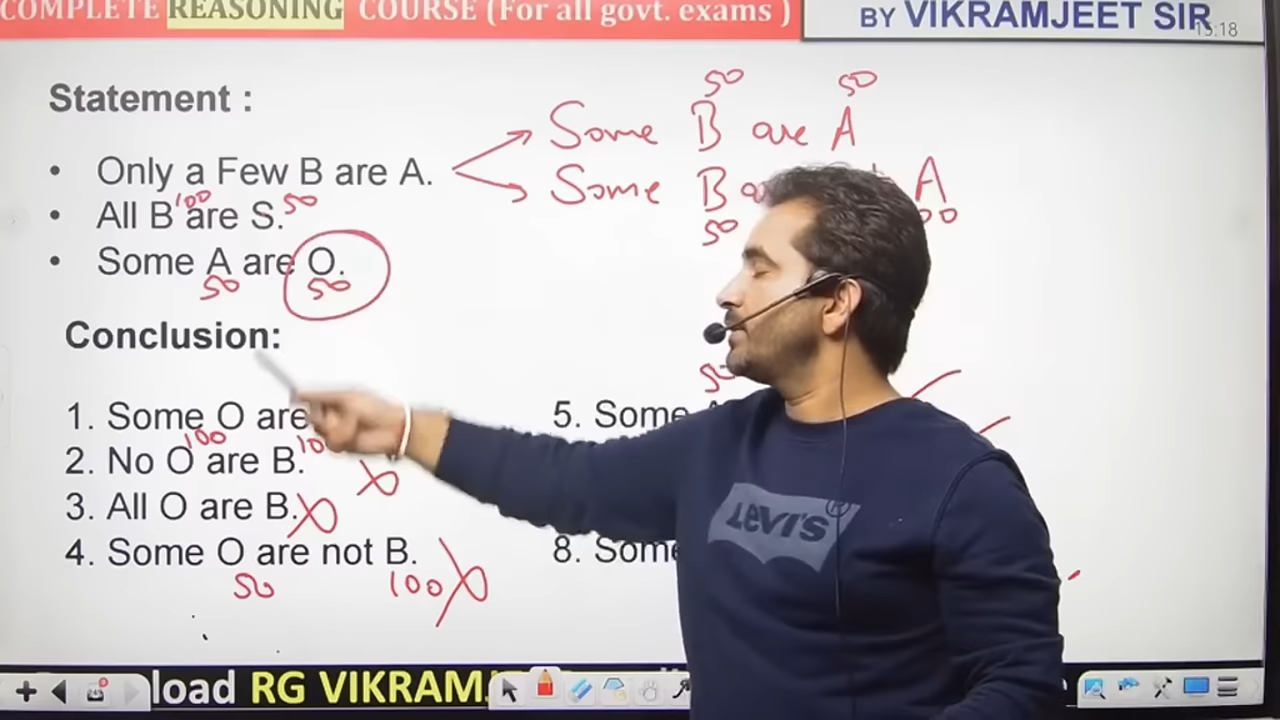 COMPLETE REASONING COURSE (For all govt. exams )
BY VIKRAMJEET SIR
15:18
Statement :
50 50
Some B are A
• Only a Few B are A.
Some B A
50
• All B are S.
100 50
• Some A are O.
50 50
Conclusion:
50
1. Some O are
5. Some
100
2. No O are B.
3. All O are B.
4. Some O are not B.
50 100
8. Some
LEVI'S
load RG VIKRAMJ